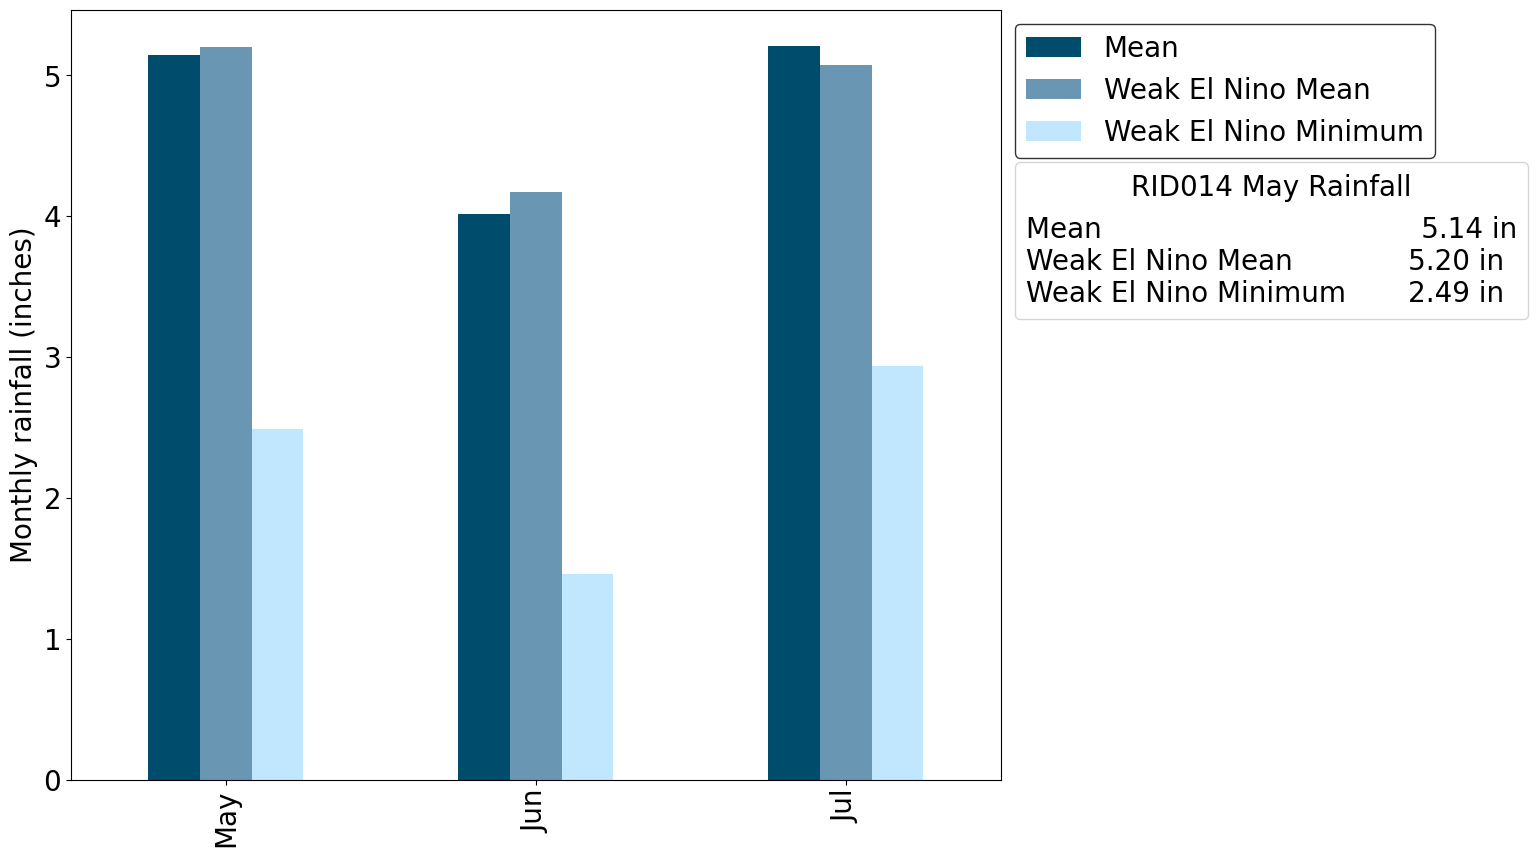 Mean
Weak El Nino Mean
Weak El Nino Minimum
RID014 May Rainfall
Mean 5.14 in
Weak El Nino Mean 5.20 in
Weak El Nino Minimum 2.49 in
Monthly rainfall (inches)
5
4
3
2
1
0
May
Jun
Jul